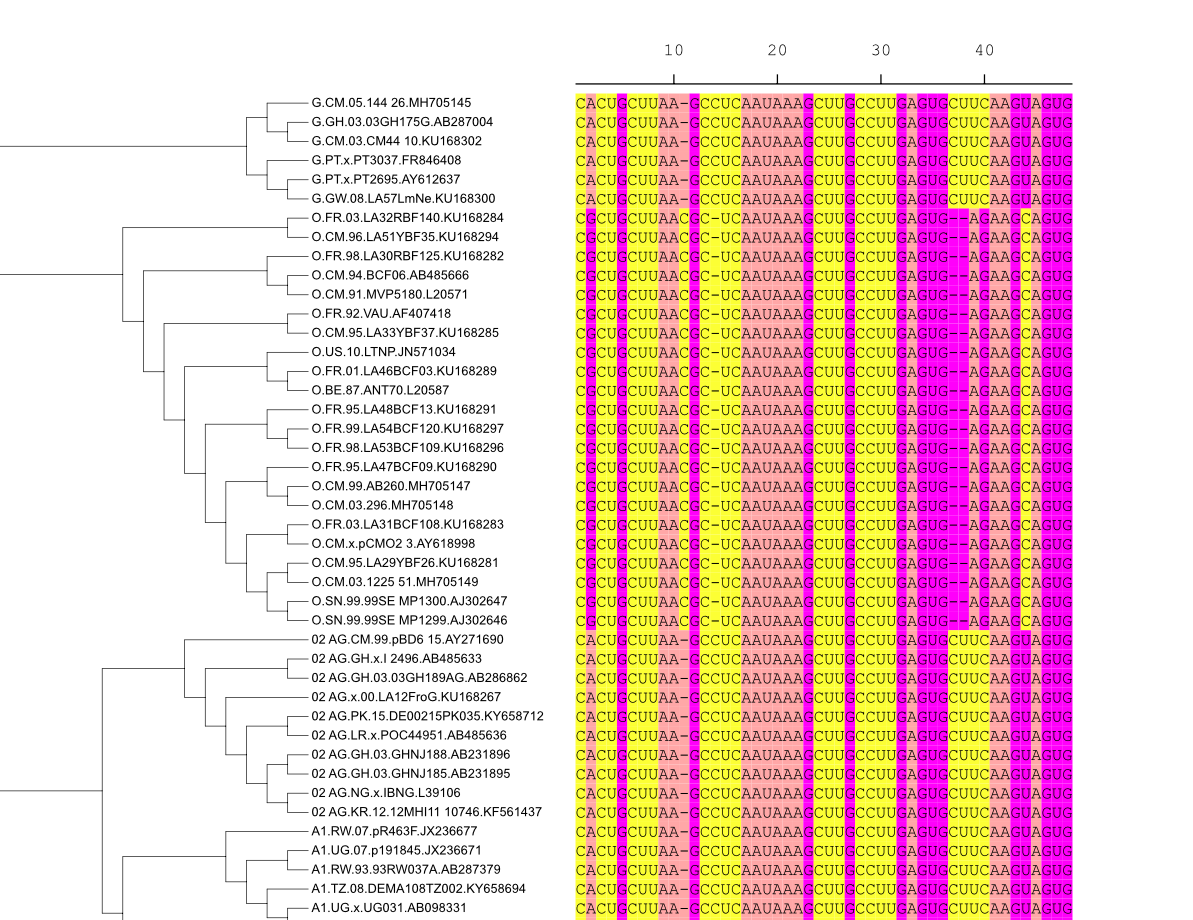 10 20 30 40
G.CM.05.144 26.MH705145 CACUGCUUAA-GCCUCAAUAAAGCUUGCCUUGAGUGCUUCAAGUAGUG
G.GH.03.03GH175G.AB287004 CACUGCUUAA-GCCUCAAUAAAGCUUGCCUUGAGUGCUUCAAGUAGUG
G.CM.03.CM44 10.KU168302 CACUGCUUAA-GCCUCAAUAAAGCUUGCCUUGAGUGCUUCAAGUAGUG
G.PT.x.PT3037.FR846408 CACUGCUUAA-GCCUCAAUAAAGCUUGCCUUGAGUGCUUCAAGUAGUG
G.PT.x.PT2695.AY612637 CACUGCUUAA-GCCUCAAUAAAGCUUGCCUUGAGUGCUUCAAGUAGUG
G.GW.08.LA57LmNe.KU168300 CACUGCUUAA-GCCUCAAUAAAGCUUGCCUUGAGUGCUUCAAGUAGUG
O.FR.03.LA32RBF140.KU168284 CGCUGCUUAACGC-UCAAUAAAGCUUGCCUUGAGUG--AGAAGCAGUG
O.CM.96.LA51YBF35.KU168294 CGCUGCUUAACGC-UCAAUAAAGCUUGCCUUGAGUG--AGAAGCAGUG
O.FR.98.LA30RBF125.KU168282 CGCUGCUUAACGC-UCAAUAAAGCUUGCCUUGAGUG--AGAAGCAGUG
O.CM.94.BCF06.AB485666 CGCUGCUUAACGC-UCAAUAAAGCUUGCCUUGAGUG--AGAAGCAGUG
O.CM.91.MVP5180.L20571 CGCUGCUUAACGC-UCAAUAAAGCUUGCCUUGAGUG--AGAAGCAGUG
O.FR.92.VAU.AF407418 CGCUGCUUAACGC-UCAAUAAAGCUUGCCUUGAGUG--AGAAGCAGUG
O.CM.95.LA33YBF37.KU168285 CGCUGCUUAACGC-UCAAUAAAGCUUGCCUUGAGUG--AGAAGCAGUG
O.US.10.LTNP.JN571034 CGCUGCUUAACGC-UCAAUAAAGCUUGCCUUGAGUG--AGAAGCAGUG
O.FR.01.LA46BCF03.KU168289 CGCUGCUUAACGC-UCAAUAAAGCUUGCCUUGAGUG--AGAAGCAGUG
O.BE.87.ANT70.L20587 CGCUGCUUAACGC-UCAAUAAAGCUUGCCUUGAGUG--AGAAGCAGUG
O.FR.95.LA48BCF13.KU168291 CGCUGCUUAACGC-UCAAUAAAGCUUGCCUUGAGUG--AGAAGCAGUG
O.FR.99.LA54BCF120.KU168297 CGCUGCUUAACGC-UCAAUAAAGCUUGCCUUGAGUG--AGAAGCAGUG
O.FR.98.LA53BCF109.KU168296 CGCUGCUUAACGC-UCAAUAAAGCUUGCCUUGAGUG--AGAAGCAGUG
O.FR.95.LA47BCF09.KU168290 CGCUGCUUAACGC-UCAAUAAAGCUUGCCUUGAGUG--AGAAGCAGUG
O.CM.99.AB260.MH705147 CGCUGCUUAACGC-UCAAUAAAGCUUGCCUUGAGUG--AGAAGCAGUG
O.CM.03.296.MH705148 CGCUGCUUAACGC-UCAAUAAAGCUUGCCUUGAGUG--AGAAGCAGUG
O.FR.03.LA31BCF108.KU168283 CGCUGCUUAACGC-UCAAUAAAGCUUGCCUUGAGUG--AGAAGCAGUG
O.CM.x.pCMO2 3.AY618998 CGCUGCUUAACGC-UCAAUAAAGCUUGCCUUGAGUG--AGAAGCAGUG
O.CM.95.LA29YBF26.KU168281 CGCUGCUUAACGC-UCAAUAAAGCUUGCCUUGAGUG--AGAAGCAGUG
O.CM.03.1225 51.MH705149 CGCUGCUUAACGC-UCAAUAAAGCUUGCCUUGAGUG--AGAAGCAGUG
O.SN.99.99SE MP1300.AJ302647 CGCUGCUUAACGC-UCAAUAAAGCUUGCCUUGAGUG--AGAAGCAGUG
O.SN.99.99SE MP1299.AJ302646 CGCUGCUUAACGC-UCAAUAAAGCUUGCCUUGAGUG--AGAAGCAGUG
02 AG.CM.99.pBD6 15.AY271690 CACUGCUUAA-GCCUCAAUAAAGCUUGCCUUGAGUGCUUCAAGUAGUG
02 AG.GH.x.I 2496.AB485633 CACUGCUUAA-GCCUCAAUAAAGCUUGCCUUGAGUGCUUCAAGUAGUG
02 AG.GH.03.03GH189AG.AB286862 CACUGCUUAA-GCCUCAAUAAAGCUUGCCUUGAGUGCUUCAAGUAGUG
02 AG.x.00.LA12FroG.KU168267 CACUGCUUAA-GCCUCAAUAAAGCUUGCCUUGAGUGCUUCAAGUAGUG
02 AG.PK.15.DE00215PK035.KY658712 CACUGCUUAA-GCCUCAAUAAAGCUUGCCUUGAGUGCUUCAAGUAGUG
02 AG.LR.x.POC44951.AB485636 CACUGCUUAA-GCCUCAAUAAAGCUUGCCUUGAGUGCUUCAAGUAGUG
02 AG.GH.03.GHNJ188.AB231896 CACUGCUUAA-GCCUCAAUAAAGCUUGCCUUGAGUGCUUCAAGUAGUG
02 AG.GH.03.GHNJ185.AB231895 CACUGCUUAA-GCCUCAAUAAAGCUUGCCUUGAGUGCUUCAAGUAGUG
02 AG.NG.x.IBNG.L39106 CACUGCUUAA-GCCUCAAUAAAGCUUGCCUUGAGUGCUUCAAGUAGUG
02 AG.KR.12.12MHI11 10746.KF561437 CACUGCUUAA-GCCUCAAUAAAGCUUGCCUUGAGUGCUUCAAGUAGUG
A1.RW.07.pR463F.JX236677 CACUGCUUAA-GCCUCAAUAAAGCUUGCCUUGAGUGCUUCAAGUAGUG
A1.UG.07.p191845.JX236671 CACUGCUUAA-GCCUCAAUAAAGCUUGCCUUGAGUGCUUCAAGUAGUG
A1.RW.93.93RW037A.AB287379 CACUGCUUAA-GCCUCAAUAAAGCUUGCCUUGAGUGCUUCAAGUAGUG
A1.TZ.08.DEMA108TZ002.KY658694 CACUGCUUAA-GCCUCAAUAAAGCUUGCCUUGAGUGCUUCAAGUAGUG
A1.UG.x.UG031.AB098331 CACUGCUUAA-GCCUCAAUAAAGCUUGCCUUGAGUGCUUCAAGUAGUG